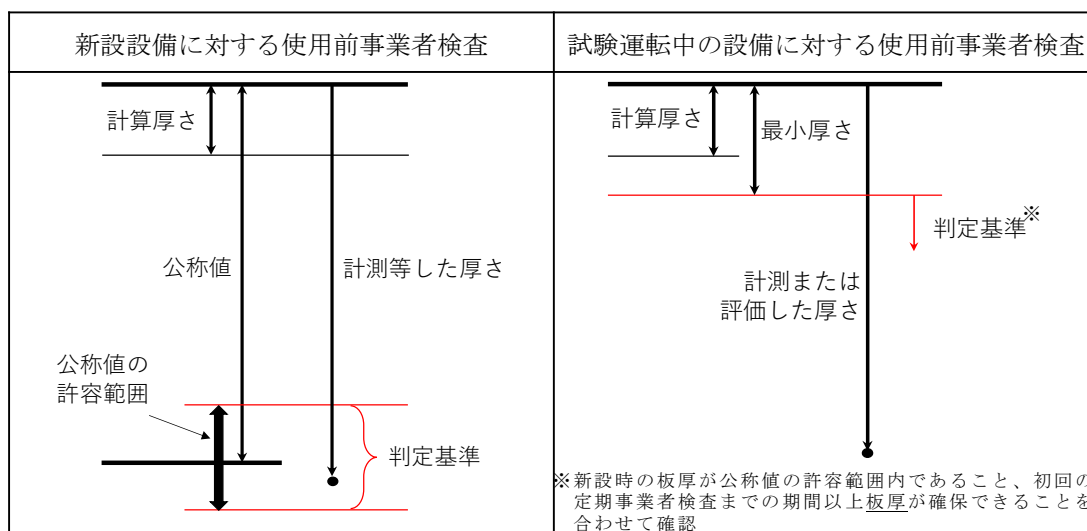 新設設備に対する使用前事業者検査
計算厚さ
公称値
計測等した厚さ
公称値の
許容範囲
判定基準
試験運転中の設備に対する使用前事業者検査
計算厚さ
最小厚さ
判定基準※
計測または
評価した厚さ
※新設時の板厚が公称値の許容範囲内であること、初回の
定期事業者検査までの期間以上板厚が確保できることを
合わせて確認